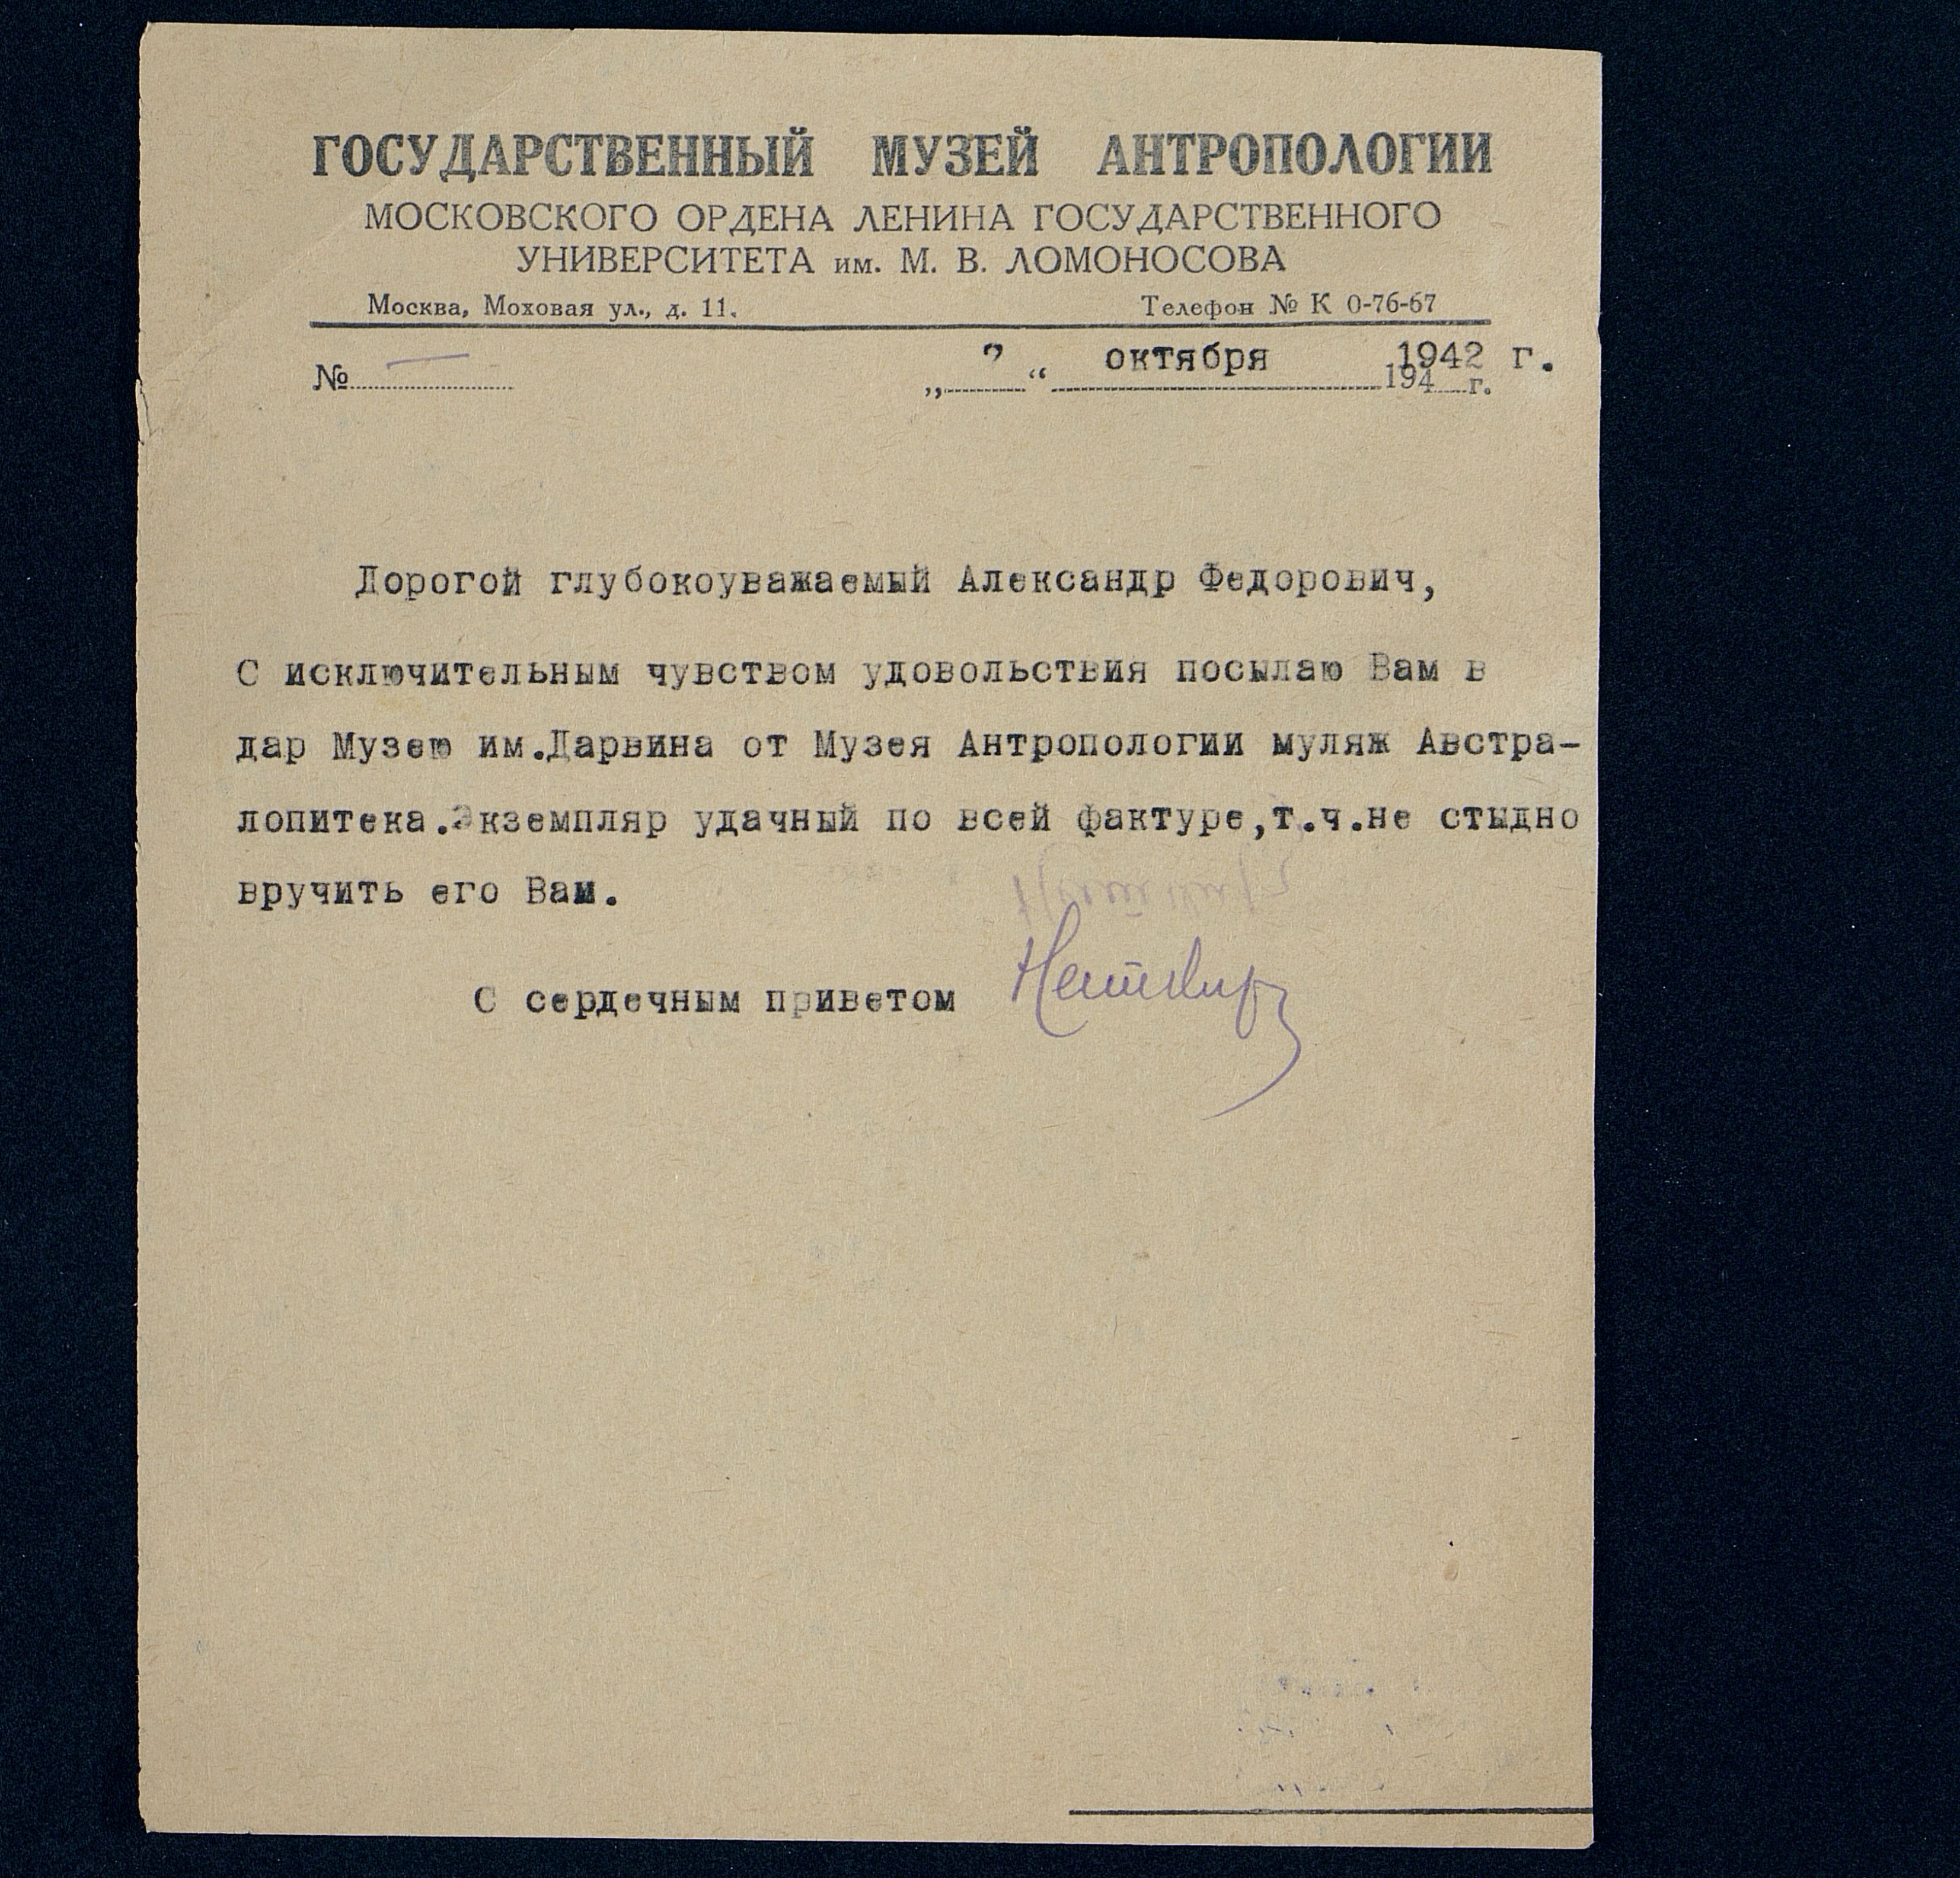 ГОСУДАРСТВЕННЫЙ МУЗЕЙ АНТРОПОЛОГИИ
МОСКОВСКОГО ОРДЕНА ЛЕНИНА ГОСУДАРСТВЕННОГО
УНИВЕРСИТЕТА им. М. В. ЛОМОНОСОВА
Москва, Моховая ул., д. 11. Телефон № К 0-76-67
№ „ ? “ октября 1942 г.
194 г.
Дорогой глубокоуважаемый Александр Федорович,
С исключительным чувством удовольствия посылаю Вам в
дар Музею им.Дарвина от Музея Антропологии муляж Австра-
лопитека.Экземпляр удачный по всей фактуре,т.ч.не стыдно
вручить его Вам.
С сердечным приветом